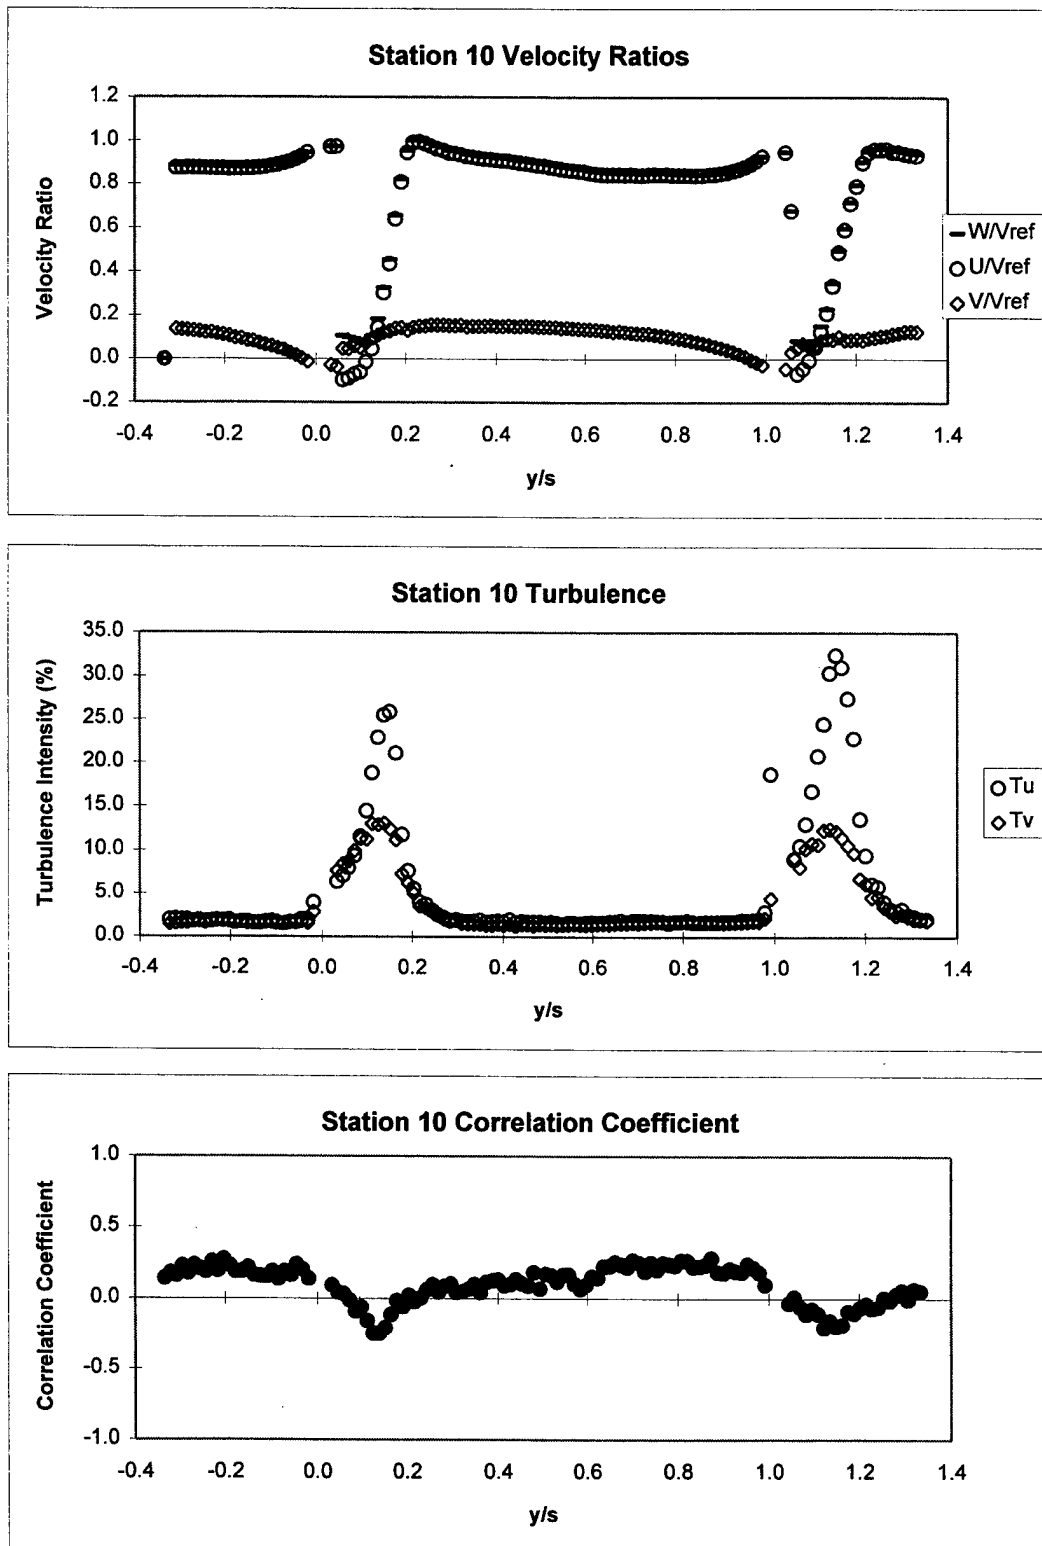 Station 10 Velocity Ratios
1.2
1.0
0.8
0.6
0.4
0.2
0.0
-0.2
Velocity Ratio
-0.4 -0.2 0.0 0.2 0.4 0.6 0.8 1.0 1.2 1.4
y/s
W/Vref
U/Vref
V/Vref
Station 10 Turbulence
35.0
30.0
25.0
20.0
15.0
10.0
5.0
0.0
Turbulence Intensity (%)
-0.4 -0.2 0.0 0.2 0.4 0.6 0.8 1.0 1.2 1.4
y/s
Tu
Tv
Station 10 Correlation Coefficient
1.0
0.5
0.0
-0.5
-1.0
Correlation Coefficient
-0.4 -0.2 0.0 0.2 0.4 0.6 0.8 1.0 1.2 1.4
y/s